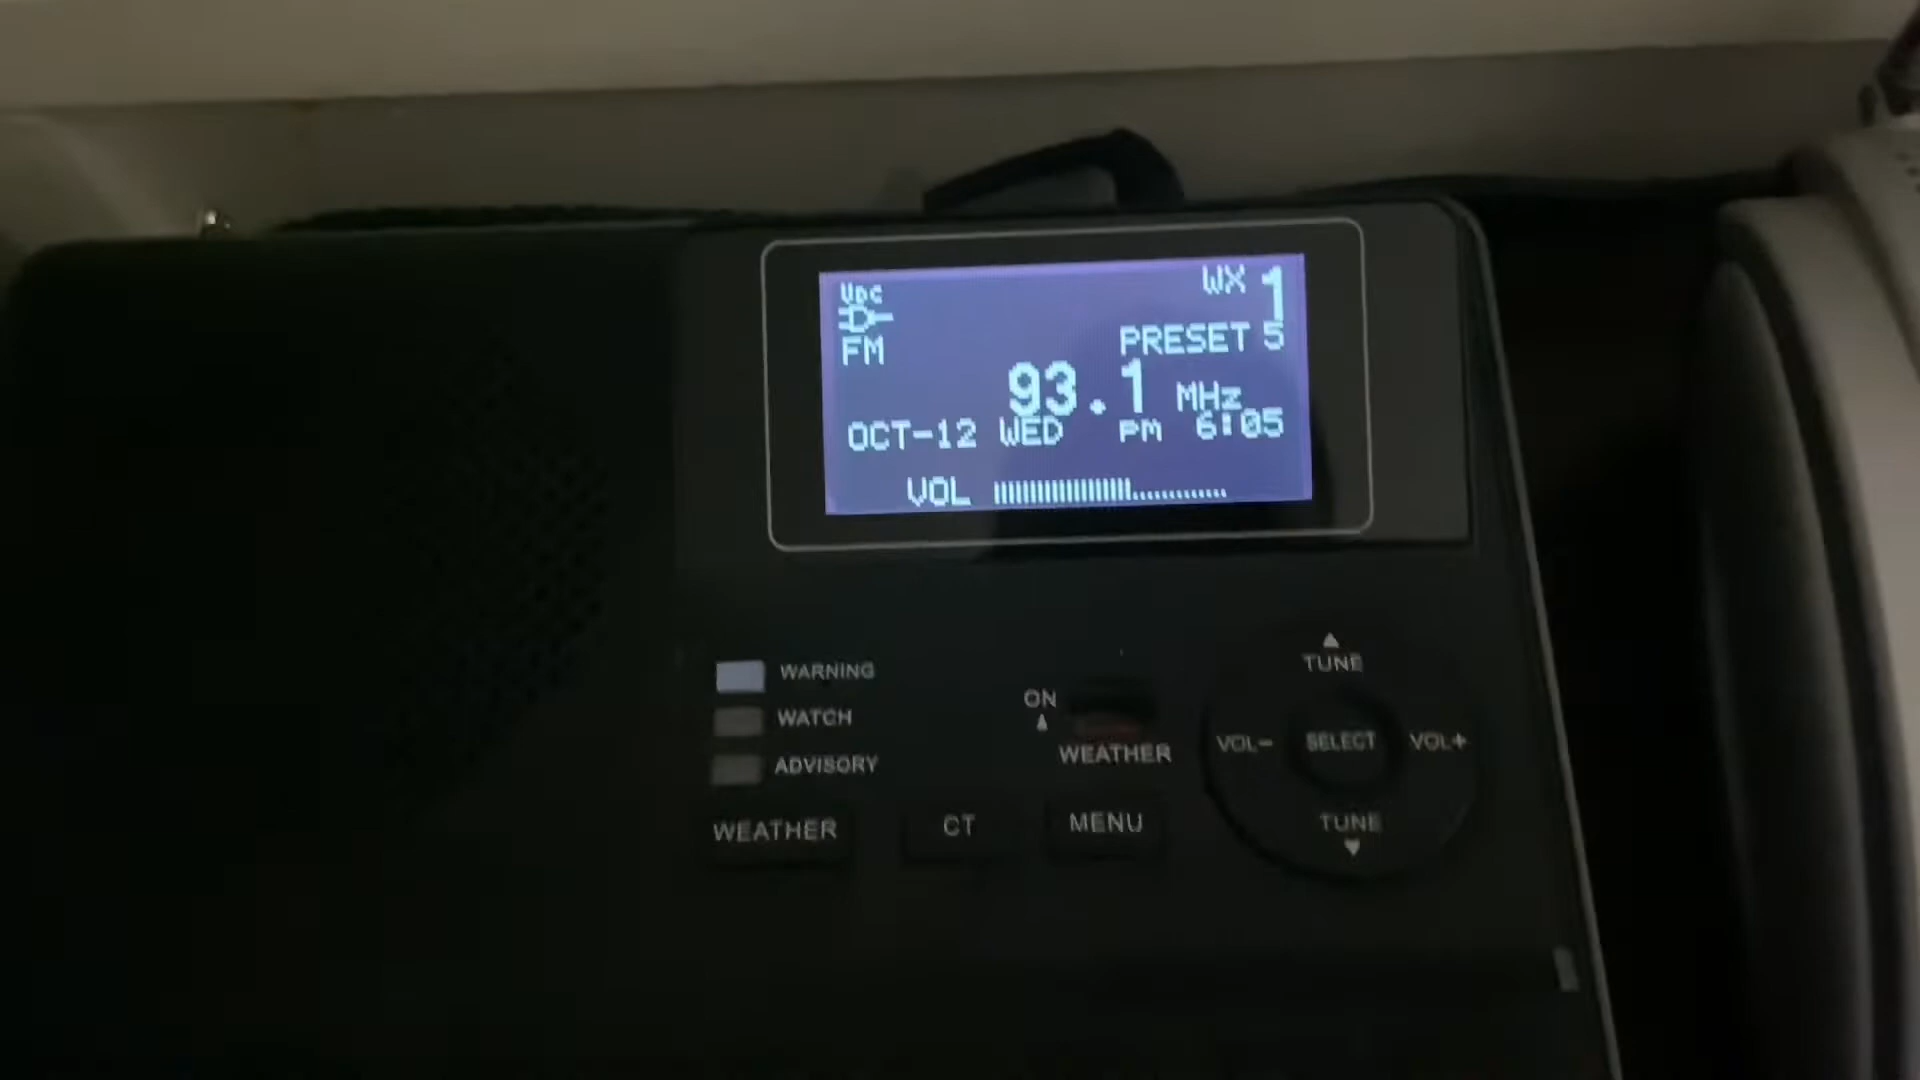 VDC
WX 1
FM
PRESET 5
93.1 MHz
OCT-12 WED PM 6:05
VOL
WARNING
WATCH
ADVISORY
ON
WEATHER
WEATHER
CT
MENU
TUNE
VOL-
SELECT
VOL+
TUNE